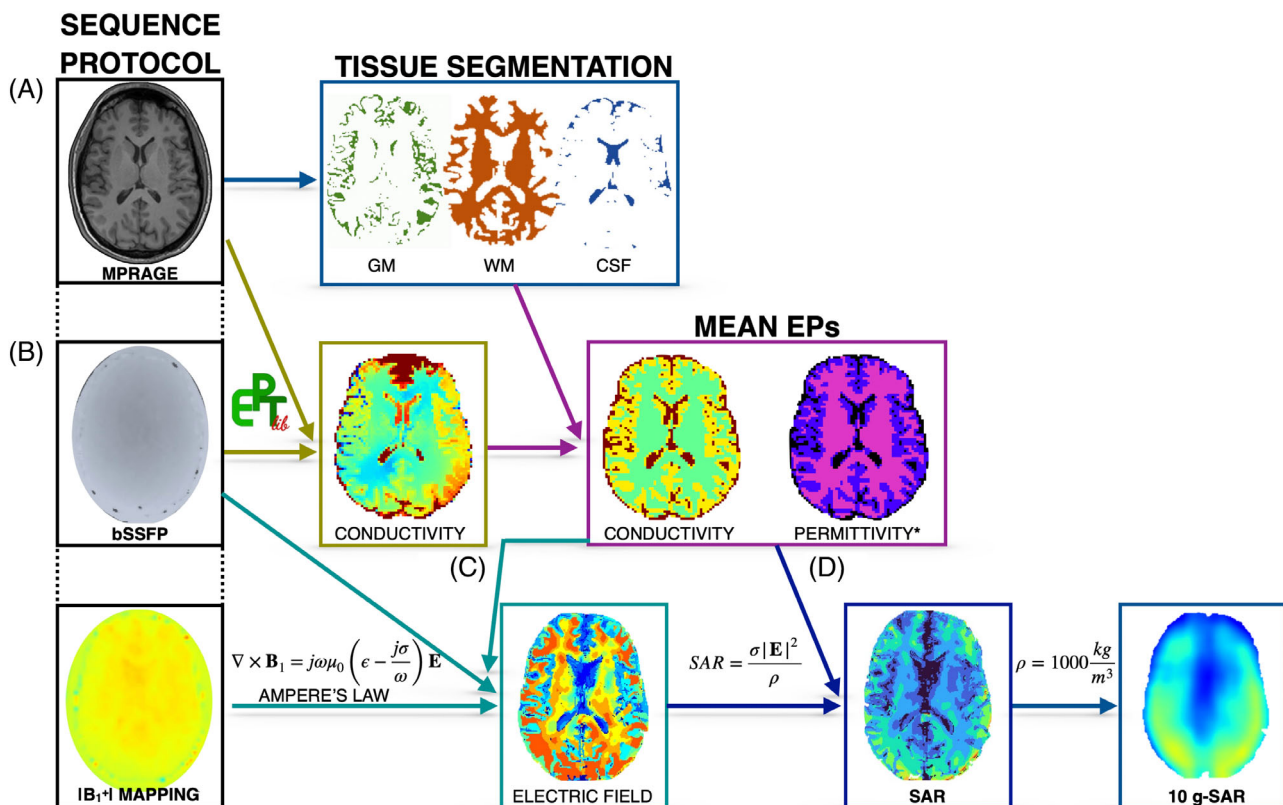 SEQUENCE
PROTOCOL
TISSUE SEGMENTATION
(A)
GM
WM
CSF
MPRAGE
MEAN EPs
(B)
EPT
lib
bSSFP
CONDUCTIVITY
CONDUCTIVITY
PERMITTIVITY*
(C)
(D)
∇ × B₁ = jωμ₀ (ϵ − jσ/ω) E
AMPERE'S LAW
SAR = σ|E|²/ρ
ρ = 1000 kg/m³
|B₁⁺| MAPPING
ELECTRIC FIELD
SAR
10 g-SAR